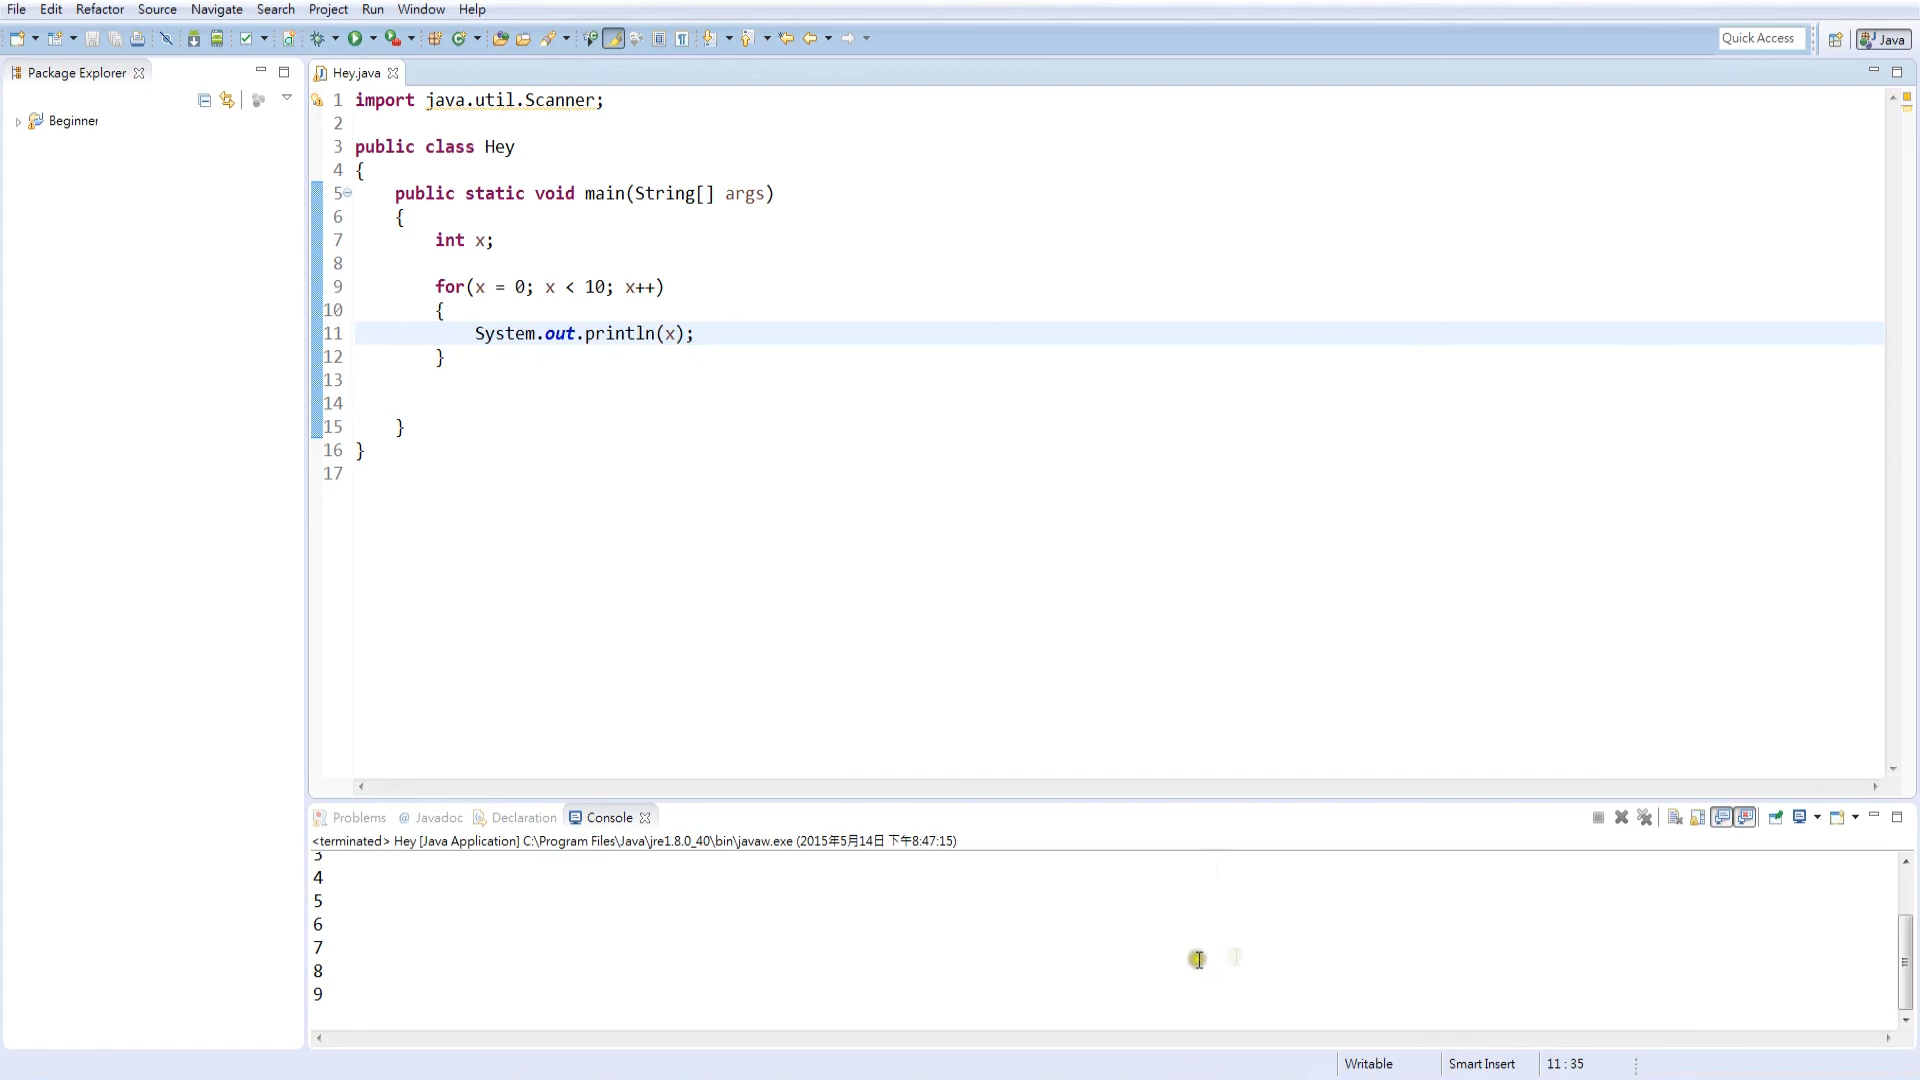 File Edit Refactor Source Navigate Search Project Run Window Help
Quick Access
Java
Package Explorer
Hey.java
Beginner
1 import java.util.Scanner;
2
3 public class Hey
4 {
5 public static void main(String[] args)
6 {
7 int x;
8
9 for(x = 0; x < 10; x++)
10 {
11 System.out.println(x);
12 }
13
14
15 }
16 }
17
Problems @ Javadoc Declaration Console
<terminated> Hey [Java Application] C:\Program Files\Java\jre1.8.0_40\bin\javaw.exe (2015年5月14日 下午8:47:15)
3
4
5
6
7
8
9
Writable Smart Insert 11 : 35